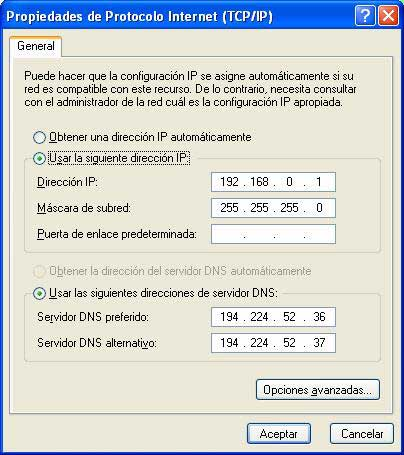 Propiedades de Protocolo Internet (TCP/IP)
General
Puede hacer que la configuración IP se asigne automáticamente si su
red es compatible con este recurso. De lo contrario, necesita consultar
con el administrador de la red cuál es la configuración IP apropiada.
Obtener una dirección IP automáticamente
Usar la siguiente dirección IP:
Dirección IP: 192 . 168 . 0 . 1
Máscara de subred: 255 . 255 . 255 . 0
Puerta de enlace predeterminada: . . .
Obtener la dirección del servidor DNS automáticamente
Usar las siguientes direcciones de servidor DNS:
Servidor DNS preferido: 194 . 224 . 52 . 36
Servidor DNS alternativo: 194 . 224 . 52 . 37
Opciones avanzadas...
Aceptar Cancelar